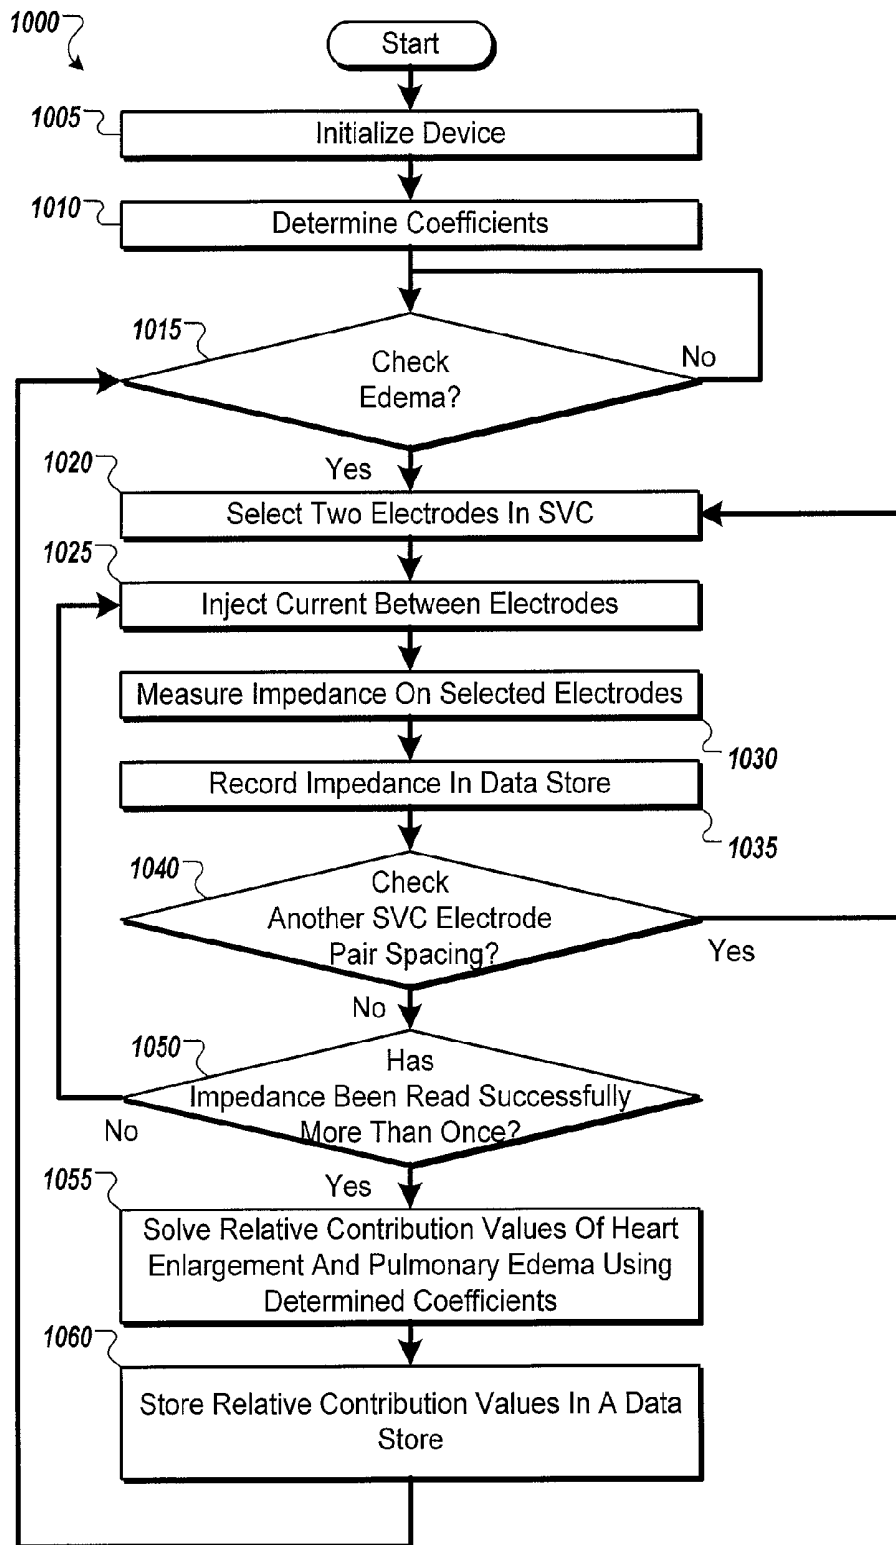 1000
Start
1005
Initialize Device
1010
Determine Coefficients
1015
Check
Edema?
No
Yes
1020
Select Two Electrodes In SVC
1025
Inject Current Between Electrodes
Measure Impedance On Selected Electrodes
1030
Record Impedance In Data Store
1035
1040
Check
Another SVC Electrode
Pair Spacing?
Yes
No
1050
Has
Impedance Been Read Successfully
More Than Once?
No
Yes
1055
Solve Relative Contribution Values Of Heart
Enlargement And Pulmonary Edema Using
Determined Coefficients
1060
Store Relative Contribution Values In A Data
Store